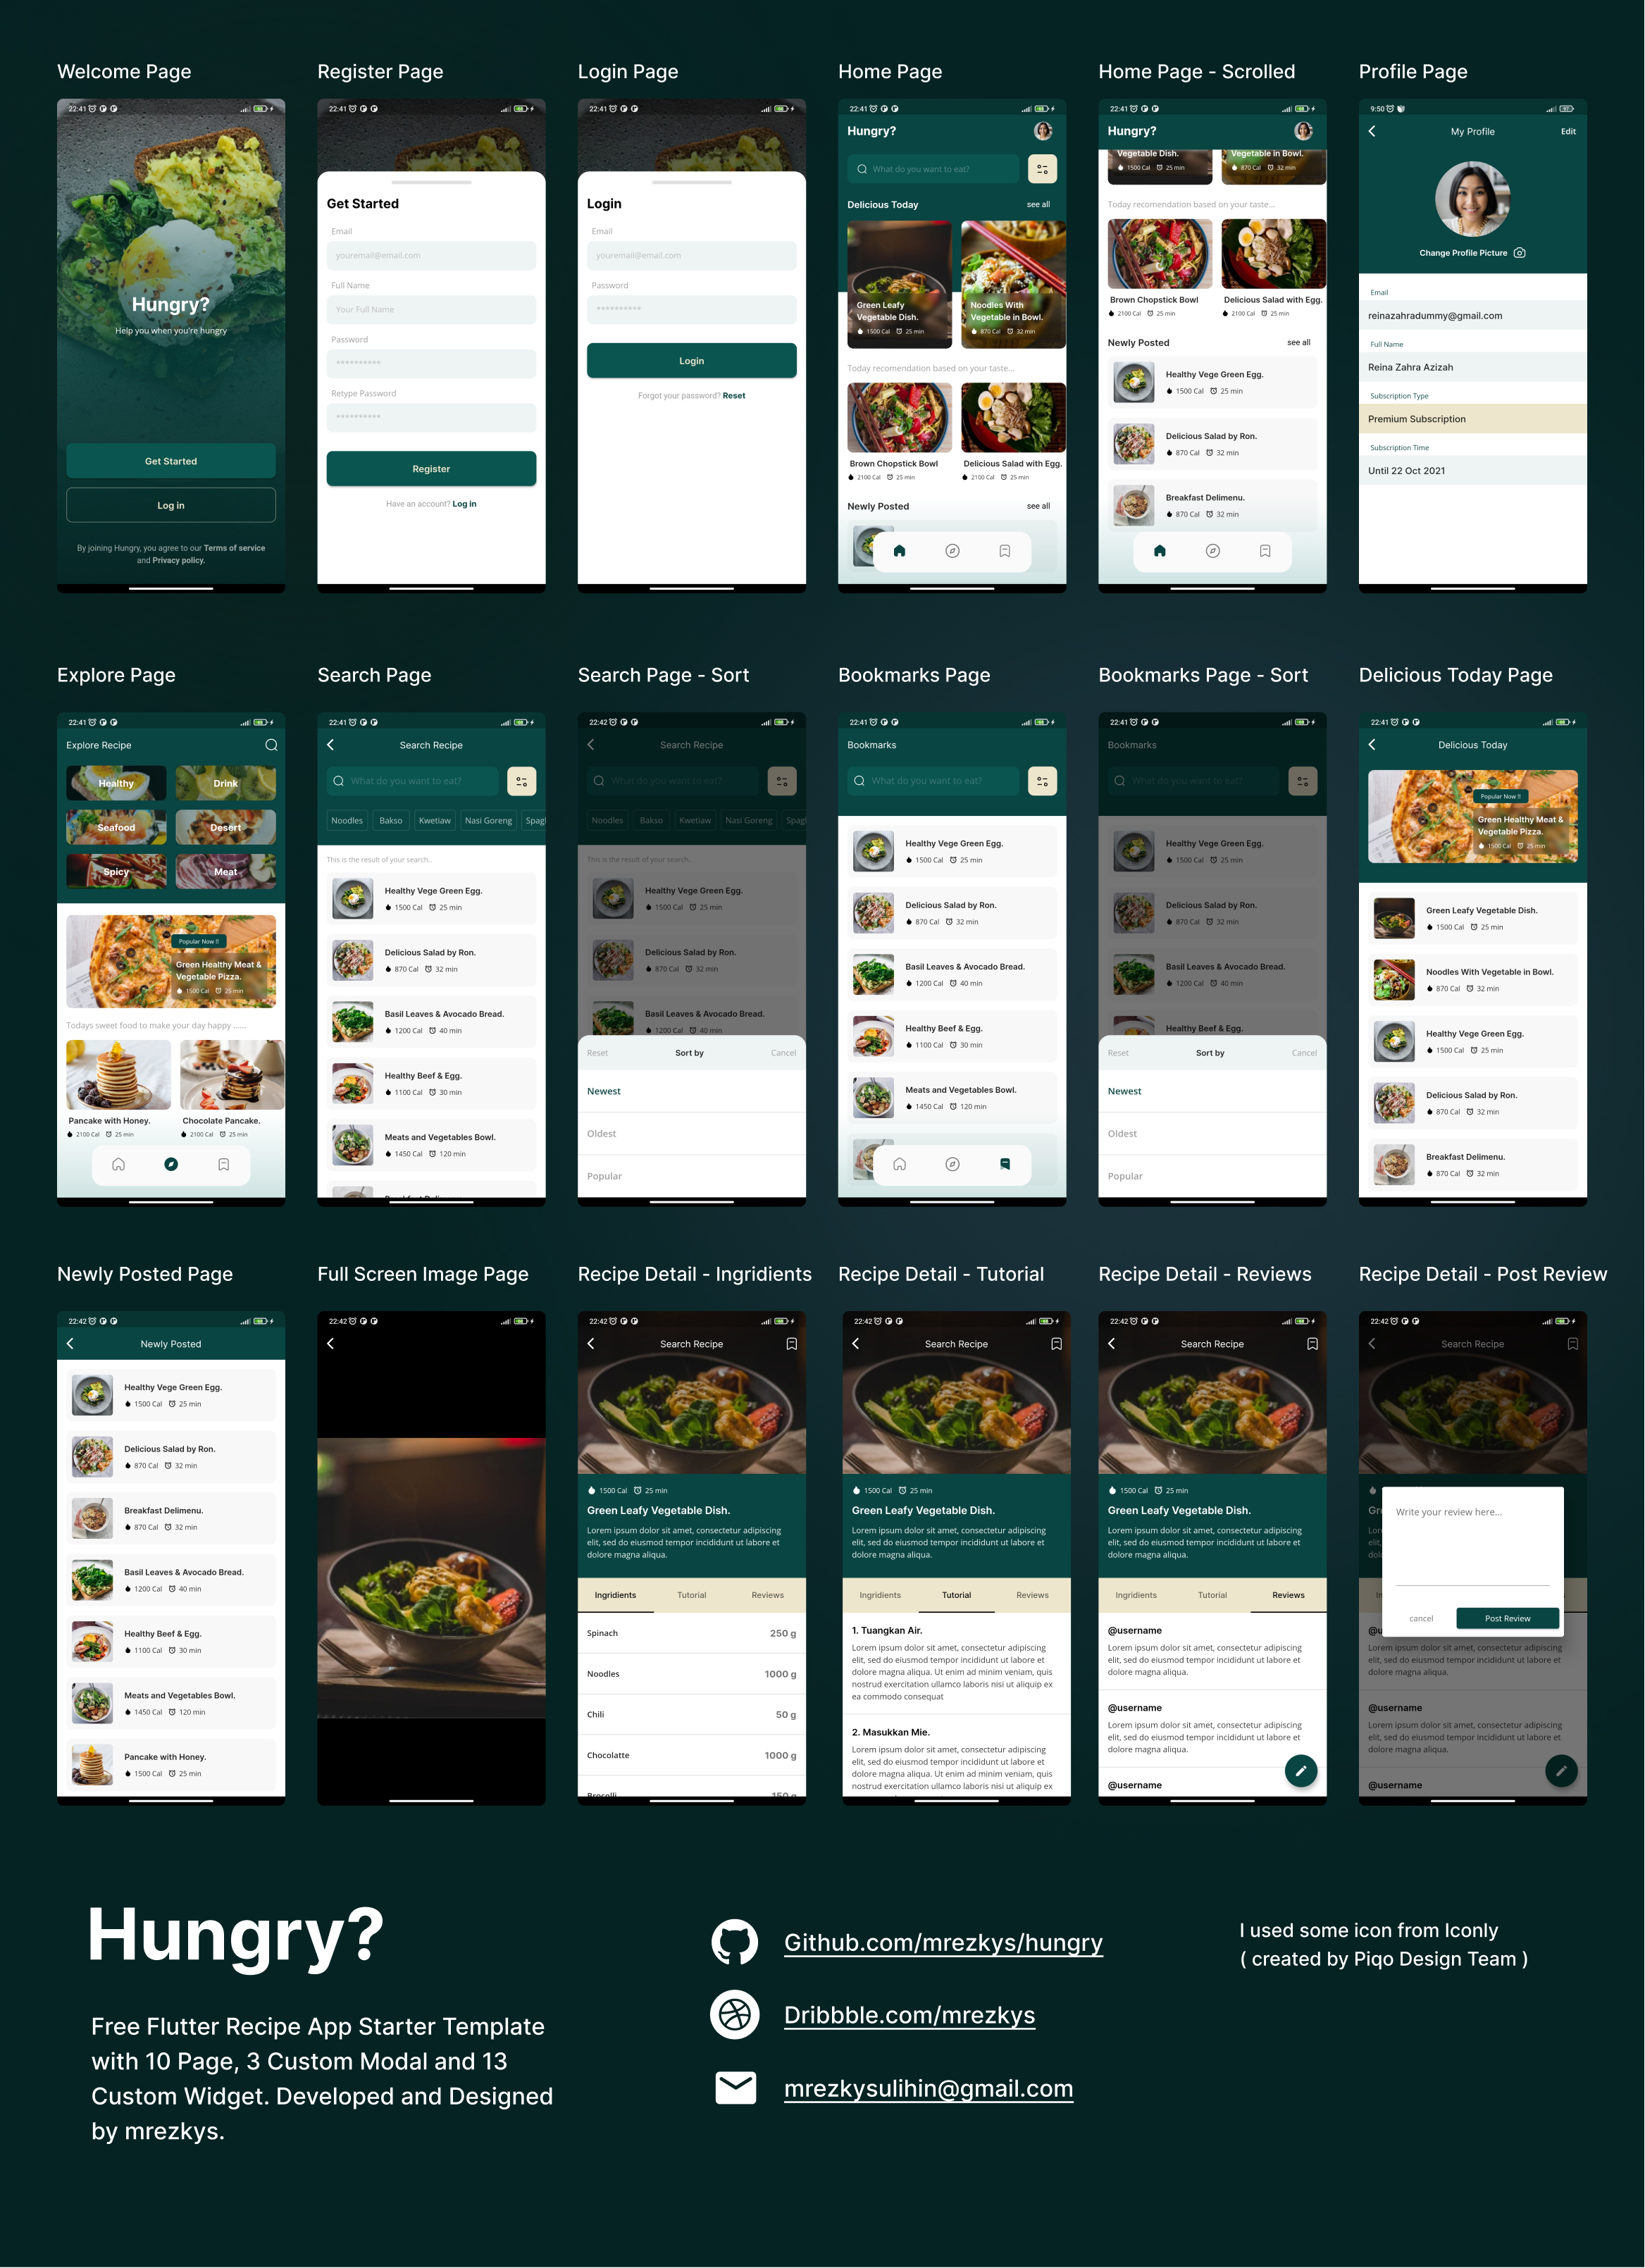 Welcome Page
22:41
Hungry?
Help you when you're hungry
Get Started
Log in
By joining Hungry, you agree to our Terms of service
and Privacy policy.
Register Page
22:41
Get Started
Email
youremail@email.com
Full Name
Your Full Name
Password
**********
Retype Password
**********
Register
Have an account? Log in
Login Page
22:41
Login
Email
youremail@email.com
Password
**********
Login
Forgot your password? Reset
Home Page
22:41
Hungry?
What do you want to eat?
Delicious Today
see all
Green Leafy
Vegetable Dish.
1500 Cal 25 min
Noodles With
Vegetable in Bowl.
870 Cal 32 min
Today recomendation based on your taste...
Brown Chopstick Bowl
2100 Cal 25 min
Delicious Salad with Egg.
2100 Cal 25 min
Newly Posted
see all
Home Page - Scrolled
22:41
Hungry?
Vegetable Dish.
1500 Cal 25 min
Vegetable in Bowl.
870 Cal 32 min
Today recomendation based on your taste...
Brown Chopstick Bowl
2100 Cal 25 min
Delicious Salad with Egg.
2100 Cal 25 min
Newly Posted
see all
Healthy Vege Green Egg.
1500 Cal 25 min
Delicious Salad by Ron.
870 Cal 32 min
Breakfast Delimenu.
870 Cal 32 min
Profile Page
9:50
My Profile
Edit
Change Profile Picture
Email
reinazahradummy@gmail.com
Full Name
Reina Zahra Azizah
Subscription Type
Premium Subscription
Subscription Time
Until 22 Oct 2021
Explore Page
22:41
Explore Recipe
Healthy
Drink
Seafood
Desert
Spicy
Meat
Popular Now !!
Green Healthy Meat &
Vegetable Pizza.
1500 Cal 25 min
Todays sweet food to make your day happy ......
Pancake with Honey.
2100 Cal 25 min
Chocolate Pancake.
2100 Cal 25 min
Search Page
22:41
Search Recipe
What do you want to eat?
Noodles
Bakso
Kwetiaw
Nasi Goreng
Spagl
This is the result of your search..
Healthy Vege Green Egg.
1500 Cal 25 min
Delicious Salad by Ron.
870 Cal 32 min
Basil Leaves & Avocado Bread.
1200 Cal 40 min
Healthy Beef & Egg.
1100 Cal 30 min
Meats and Vegetables Bowl.
1450 Cal 120 min
Search Page - Sort
22:42
Search Recipe
What do you want to eat?
Noodles
Bakso
Kwetiaw
Nasi Goreng
Spagl
This is the result of your search..
Healthy Vege Green Egg.
1500 Cal 25 min
Delicious Salad by Ron.
870 Cal 32 min
Basil Leaves & Avocado Bread.
1200 Cal 40 min
Reset
Sort by
Cancel
Newest
Oldest
Popular
Bookmarks Page
22:41
Bookmarks
What do you want to eat?
Healthy Vege Green Egg.
1500 Cal 25 min
Delicious Salad by Ron.
870 Cal 32 min
Basil Leaves & Avocado Bread.
1200 Cal 40 min
Healthy Beef & Egg.
1100 Cal 30 min
Meats and Vegetables Bowl.
1450 Cal 120 min
Bookmarks Page - Sort
22:41
Bookmarks
What do you want to eat?
Healthy Vege Green Egg.
1500 Cal 25 min
Delicious Salad by Ron.
870 Cal 32 min
Basil Leaves & Avocado Bread.
1200 Cal 40 min
Healthy Beef & Egg.
Reset
Sort by
Cancel
Newest
Oldest
Popular
Delicious Today Page
22:41
Delicious Today
Popular Now !!
Green Healthy Meat &
Vegetable Pizza.
1500 Cal 25 min
Green Leafy Vegetable Dish.
1500 Cal 25 min
Noodles With Vegetable in Bowl.
870 Cal 32 min
Healthy Vege Green Egg.
1500 Cal 25 min
Delicious Salad by Ron.
870 Cal 32 min
Breakfast Delimenu.
870 Cal 32 min
Newly Posted Page
22:42
Newly Posted
Healthy Vege Green Egg.
1500 Cal 25 min
Delicious Salad by Ron.
870 Cal 32 min
Breakfast Delimenu.
870 Cal 32 min
Basil Leaves & Avocado Bread.
1200 Cal 40 min
Healthy Beef & Egg.
1100 Cal 30 min
Meats and Vegetables Bowl.
1450 Cal 120 min
Pancake with Honey.
1500 Cal 25 min
Full Screen Image Page
22:42
Recipe Detail - Ingridients
22:42
Search Recipe
1500 Cal 25 min
Green Leafy Vegetable Dish.
Lorem ipsum dolor sit amet, consectetur adipiscing
elit, sed do eiusmod tempor incididunt ut labore et
dolore magna aliqua.
Ingridients
Tutorial
Reviews
Spinach 250 g
Noodles 1000 g
Chili 50 g
Chocolatte 1000 g
Brocolli 150 g
Recipe Detail - Tutorial
22:42
Search Recipe
1500 Cal 25 min
Green Leafy Vegetable Dish.
Lorem ipsum dolor sit amet, consectetur adipiscing
elit, sed do eiusmod tempor incididunt ut labore et
dolore magna aliqua.
Ingridients
Tutorial
Reviews
1. Tuangkan Air.
Lorem ipsum dolor sit amet, consectetur adipiscing
elit, sed do eiusmod tempor incididunt ut labore et
dolore magna aliqua. Ut enim ad minim veniam, quis
nostrud exercitation ullamco laboris nisi ut aliquip ex
ea commodo consequat
2. Masukkan Mie.
Lorem ipsum dolor sit amet, consectetur adipiscing
elit, sed do eiusmod tempor incididunt ut labore et
dolore magna aliqua. Ut enim ad minim veniam, quis
nostrud exercitation ullamco laboris nisi ut aliquip ex
Recipe Detail - Reviews
22:42
Search Recipe
1500 Cal 25 min
Green Leafy Vegetable Dish.
Lorem ipsum dolor sit amet, consectetur adipiscing
elit, sed do eiusmod tempor incididunt ut labore et
dolore magna aliqua.
Ingridients
Tutorial
Reviews
@username
Lorem ipsum dolor sit amet, consectetur adipiscing
elit, sed do eiusmod tempor incididunt ut labore et
dolore magna aliqua.
@username
Lorem ipsum dolor sit amet, consectetur adipiscing
elit, sed do eiusmod tempor incididunt ut labore et
dolore magna aliqua.
@username
Recipe Detail - Post Review
22:42
Search Recipe
Write your review here...
cancel
Post Review
Lorem ipsum dolor sit amet, consectetur adipiscing
elit, sed do eiusmod tempor incididunt ut labore et
dolore magna aliqua.
@username
Lorem ipsum dolor sit amet, consectetur adipiscing
elit, sed do eiusmod tempor incididunt ut labore et
dolore magna aliqua.
@username
Hungry?
Free Flutter Recipe App Starter Template
with 10 Page, 3 Custom Modal and 13
Custom Widget. Developed and Designed
by mrezkys.
Github.com/mrezkys/hungry
Dribbble.com/mrezkys
mrezkysulihin@gmail.com
I used some icon from Iconly
( created by Piqo Design Team )